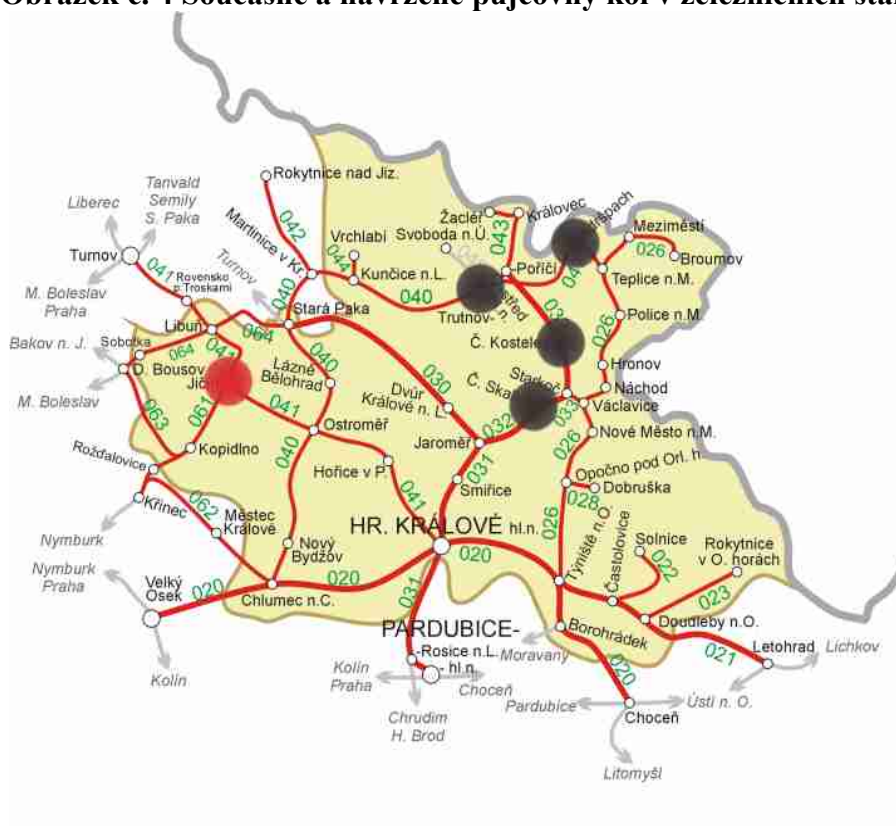 Obrázek č. 4 Současné a navržené půjčovny kol v železničních
Rokytnice nad Jiz.
Tanvald
Semily
S. Paka
Liberec
Martinice v Kr.
042
Žacléř
Královec
Svoboda n.Ú.
043
Meziměstí
026
Broumov
Vrchlabí
044
Turnov
Turnov
Poříčí
Teplice n.M.
Kunčice n.L.
041
Rovensko
p.Troskami
040
040
M. Boleslav
Praha
Stará Paka
Trutnov-
Police n.M.
026
Libuň
064
Bakov n. J.
Sobotka
064
041
Č. Kostelec
D. Bousov
Lázně
Bělohrad
040
030
Hronov
M. Boleslav
Dvůr
Králové n. L.
Č. Skalice
Starkoč
Náchod
041
033
Václavice
063
061
Ostroměř
032
Jaroměř
026
Nové Město n.M.
Kopidlno
040
Rožďalovice
Hořice v P.
031
Smiřice
Opočno pod Orl. h.
028
Dobruška
041
Křinec
062
Městec
Králové
HR. KRÁLOVÉ hl.n.
026
Nymburk
Nový
Bydžov
020
Týniště n.O.
Častolovice
Solnice
022
Rokytnice
v O. horách
Nymburk
Praha
Velký
Osek
020
020
Chlumec n.C.
031
023
Doudleby n.O.
PARDUBICE-
Borohrádek
-Rosice n.L.
- hl.n.
Moravany
021
Letohrad
Lichkov
Kolín
Kolín
Praha
Choceň
020
Pardubice
Ústí n. O.
Choceň
Chrudim
H. Brod
Litomyšl